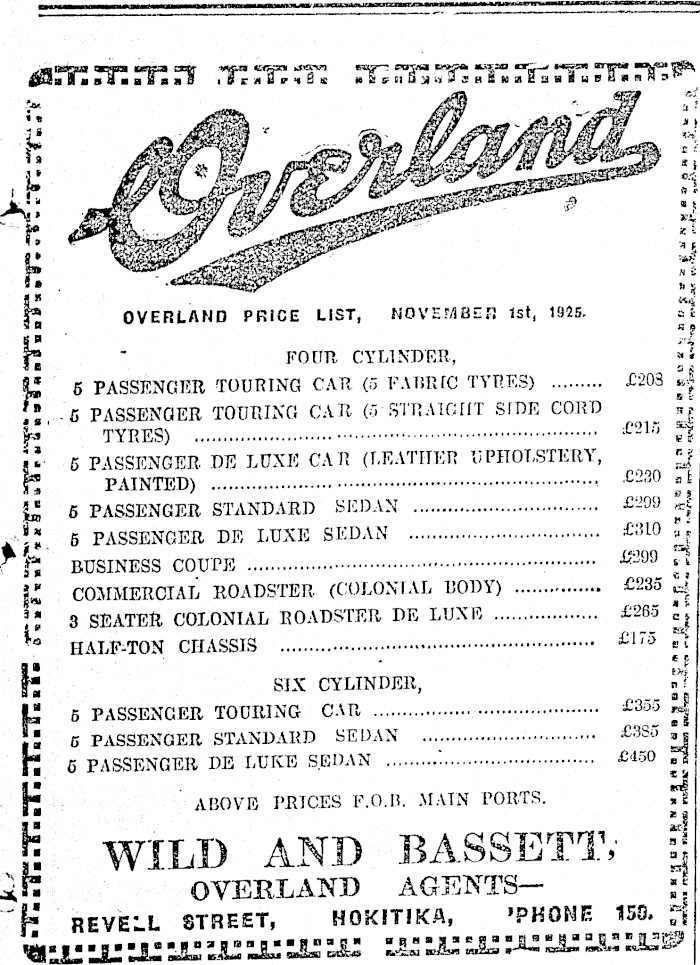 Overland
OVERLAND PRICE LIST, NOVEMBER 1st, 1925.
FOUR CYLINDER,
5 PASSENGER TOURING CAR (5 FABRIC TYRES) ......... £208
5 PASSENGER TOURING CAR (5 STRAIGHT SIDE CORD
TYRES) ......... £215
5 PASSENGER DE LUXE CAR (LEATHER UPHOLSTERY,
PAINTED) ......... £230
5 PASSENGER STANDARD SEDAN ......... £299
5 PASSENGER DE LUXE SEDAN ......... £310
BUSINESS COUPE ......... £299
COMMERCIAL ROADSTER (COLONIAL BODY) ......... £235
3 SEATER COLONIAL ROADSTER DE LUXE ......... £265
HALF-TON CHASSIS ......... £175
SIX CYLINDER,
5 PASSENGER TOURING CAR ......... £355
5 PASSENGER STANDARD SEDAN ......... £385
5 PASSENGER DE LUKE SEDAN ......... £450
ABOVE PRICES F.O.B. MAIN PORTS.
WILD AND BASSETT,
OVERLAND AGENTS—
REVELL STREET, HOKITIKA, 'PHONE 159.